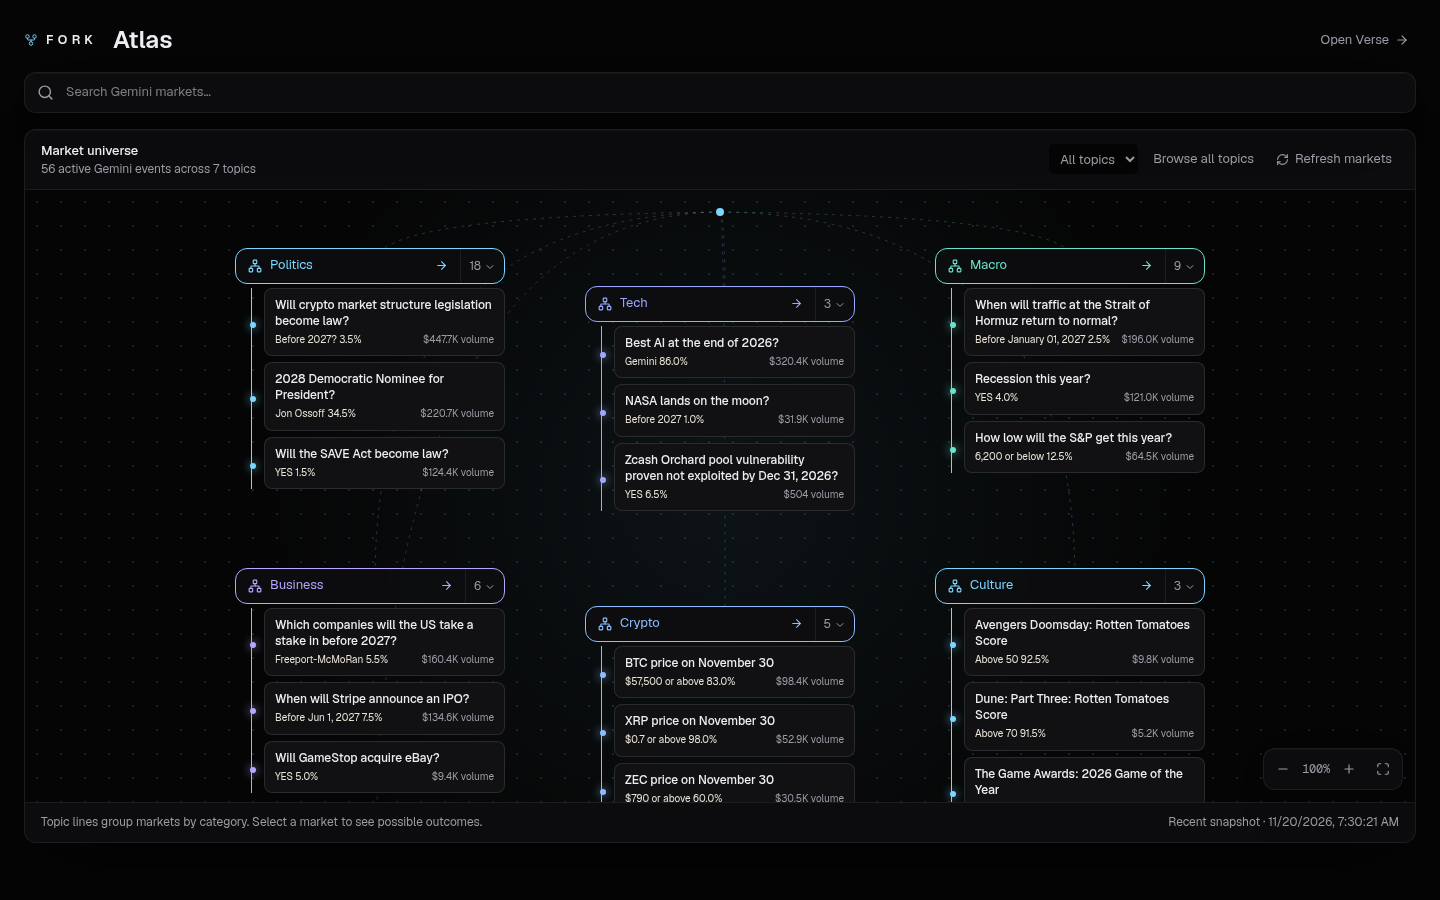 FORK Atlas
Open Verse
Search Gemini markets...
Market universe
56 active Gemini events across 7 topics
All topics
Browse all topics
Refresh markets
Politics
18
Will crypto market structure legislation
become law?
Before 2027? 3.5%
$447.7K volume
2028 Democratic Nominee for
President?
Jon Ossoff 34.5%
$220.7K volume
Will the SAVE Act become law?
YES 1.5%
$124.4K volume
Tech
3
Best AI at the end of 2026?
Gemini 86.0%
$320.4K volume
NASA lands on the moon?
Before 2027 1.0%
$31.9K volume
Zcash Orchard pool vulnerability
proven not exploited by Dec 31, 2026?
YES 6.5%
$504 volume
Macro
9
When will traffic at the Strait of
Hormuz return to normal?
Before January 01, 2027 2.5%
$196.0K volume
Recession this year?
YES 4.0%
$121.0K volume
How low will the S&P get this year?
6,200 or below 12.5%
$64.5K volume
Business
6
Which companies will the US take a
stake in before 2027?
Freeport-McMoRan 5.5%
$160.4K volume
When will Stripe announce an IPO?
Before Jun 1, 2027 7.5%
$134.6K volume
Will GameStop acquire eBay?
YES 5.0%
$9.4K volume
Crypto
5
BTC price on November 30
$57,500 or above 83.0%
$98.4K volume
XRP price on November 30
$0.7 or above 98.0%
$52.9K volume
ZEC price on November 30
$790 or above 60.0%
$30.5K volume
Culture
3
Avengers Doomsday: Rotten Tomatoes
Score
Above 50 92.5%
$9.8K volume
Dune: Part Three: Rotten Tomatoes
Score
Above 70 91.5%
$5.2K volume
The Game Awards: 2026 Game of the
Year
100%
Topic lines group markets by category. Select a market to see possible outcomes.
Recent snapshot · 11/20/2026, 7:30:21 AM